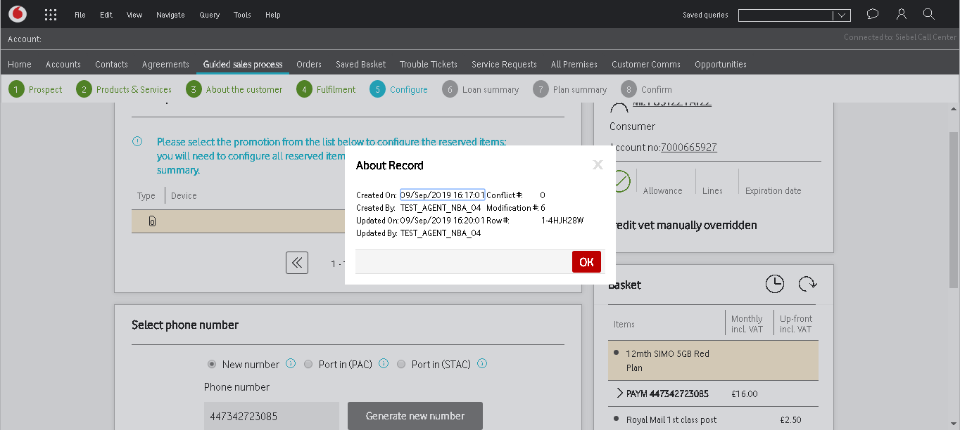 File Edit View Navigate Query Tools Help Saved queries
Account: Connected to: Siebel Call Center
Home Accounts Contacts Agreements Guided sales process Orders Saved Basket Trouble Tickets Service Requests All Premises Customer Comms Opportunities
1 Prospect 2 Products & Services 3 About the customer 4 Fulfilment 5 Configure 6 Loan summary 7 Plan summary 8 Confirm
Please select the promotion from the list below to configure the reserved items;
you will need to configure all reserved
summary.
Type Device
1 -
About Record
X
Created On: 09/Sep/2019 16:17:01 Conflict #: 0
Created By: TEST_AGENT_NBA_04 Modification #: 6
Updated On: 09/Sep/2019 16:20:01 Row #: 1-4HJH28W
Updated By: TEST_AGENT_NBA_04
OK
Consumer
Account no: 7000665927
Allowance Lines Expiration date
redit vet manually overridden
Select phone number
New number Port in (PAC) Port in (STAC)
Phone number
447342723085 Generate new number
Basket
Items Monthly incl. VAT Up-front incl. VAT
12mth SIMO 5GB Red
Plan
PAYM 447342723085 £16.00
Royal Mail 1st class post £2.50